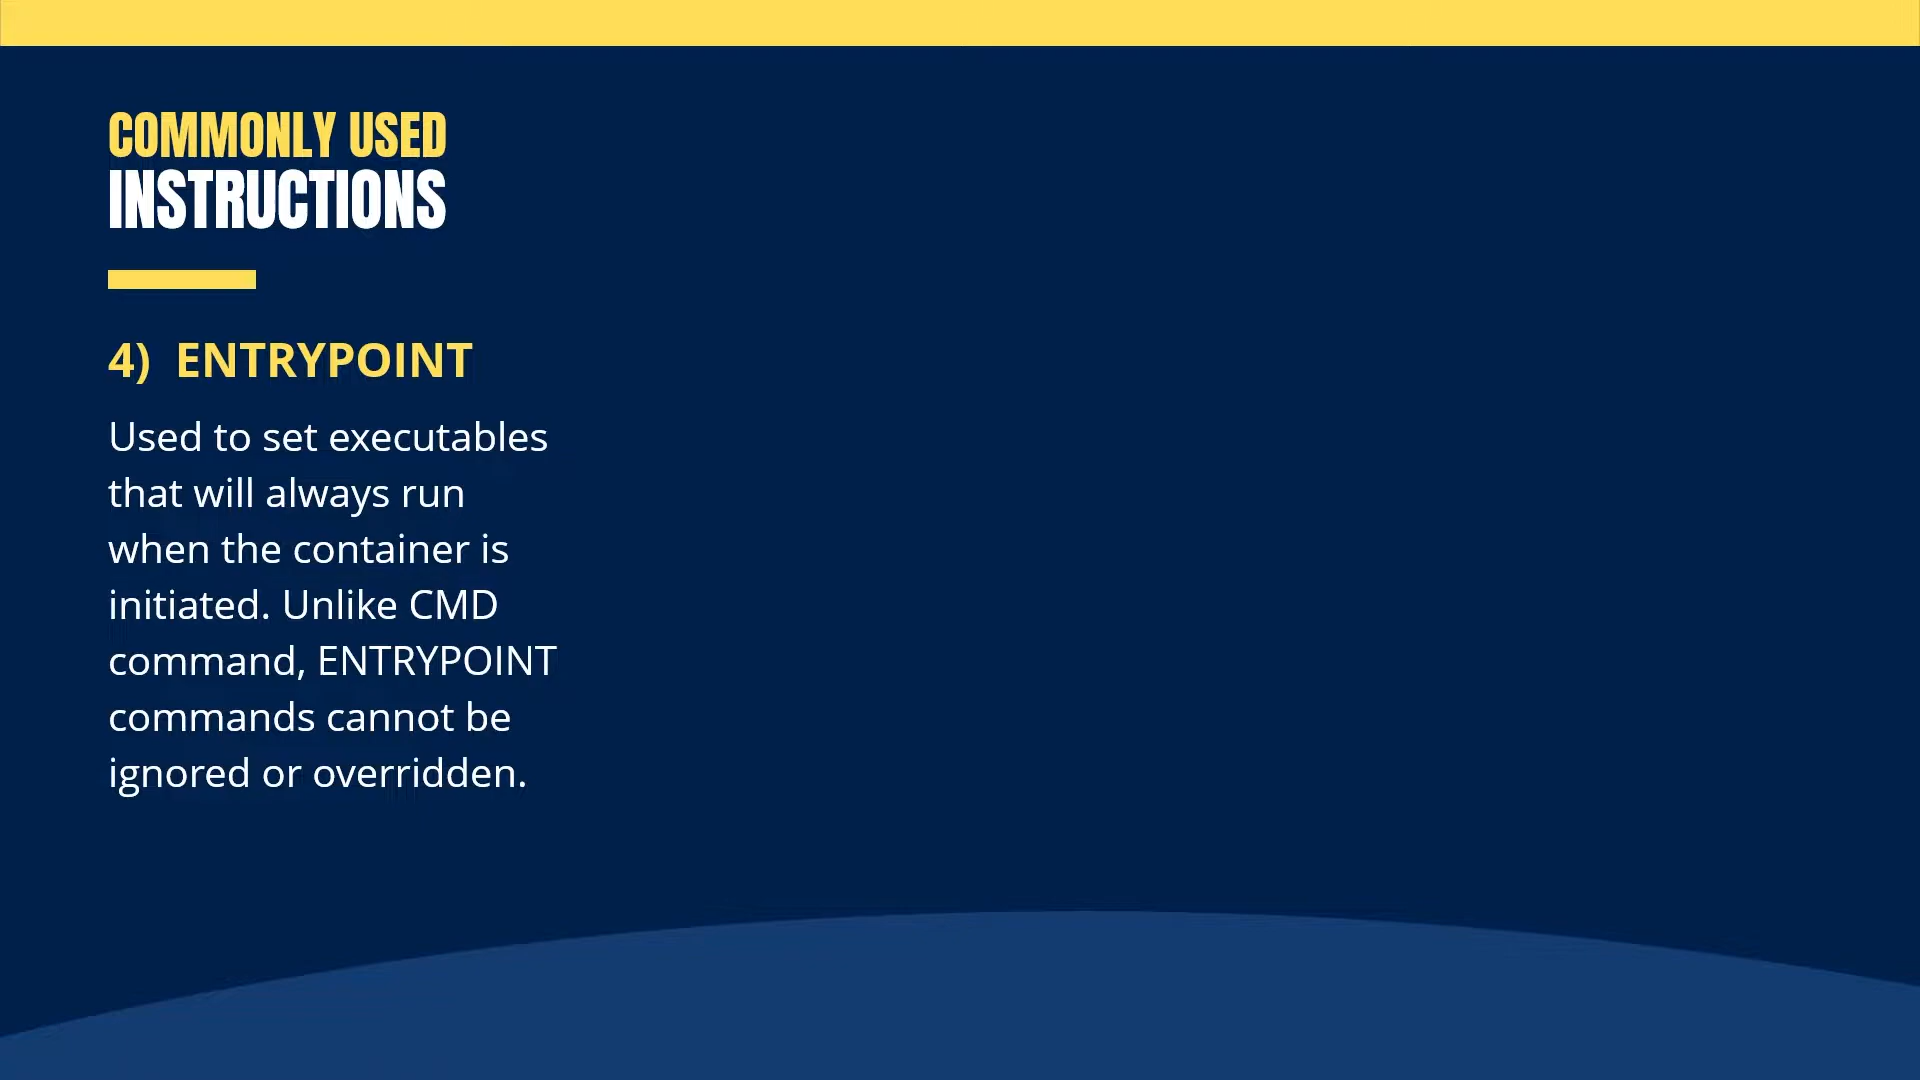 COMMONLY USED
INSTRUCTIONS
4) ENTRYPOINT
Used to set executables
that will always run
when the container is
initiated. Unlike CMD
command, ENTRYPOINT
commands cannot be
ignored or overridden.